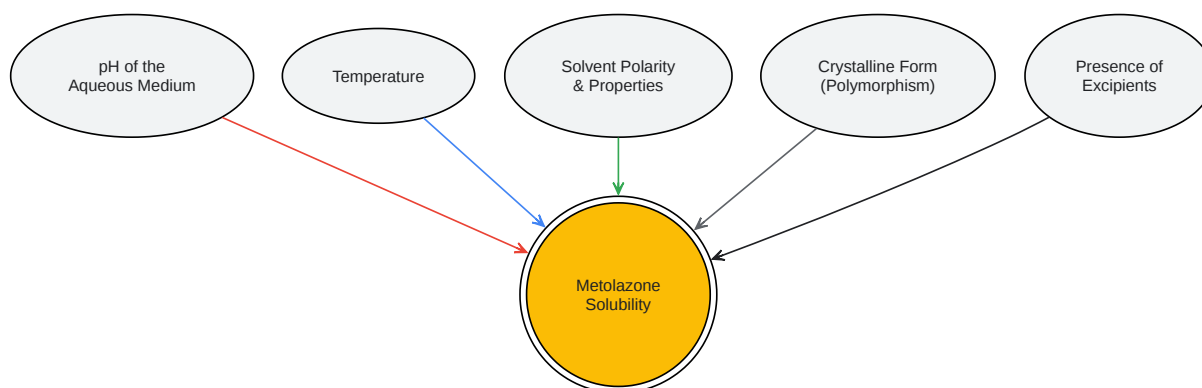 pH of the
Aqueous Medium
Temperature
Solvent Polarity
& Properties
Crystalline Form
(Polymorphism)
Presence of
Excipients
Metolazone
Solubility